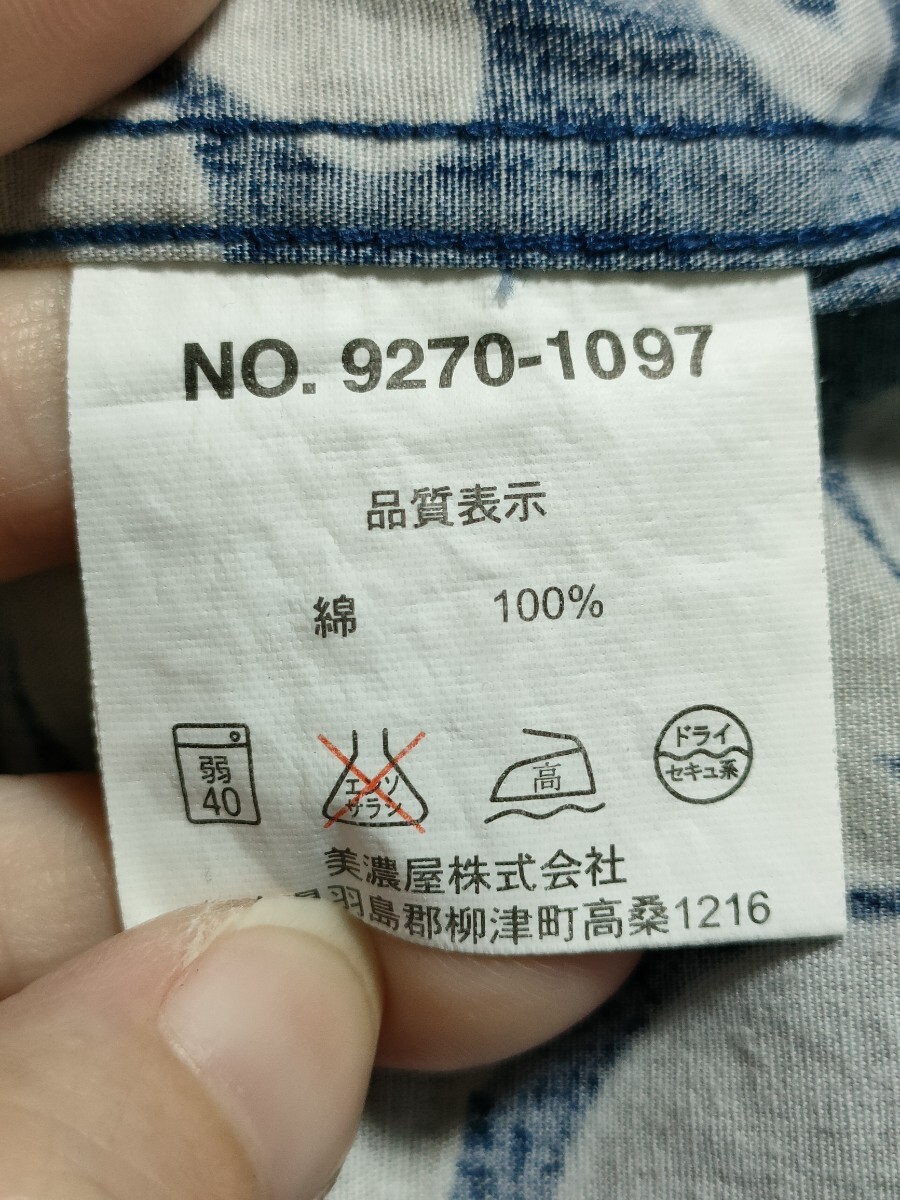 NO. 9270-1097
品質表示
綿 100%
弱
40
エンソ
サラシ
高
ドライ
セキュ系
美濃屋株式会社
羽島郡柳津町高桑1216